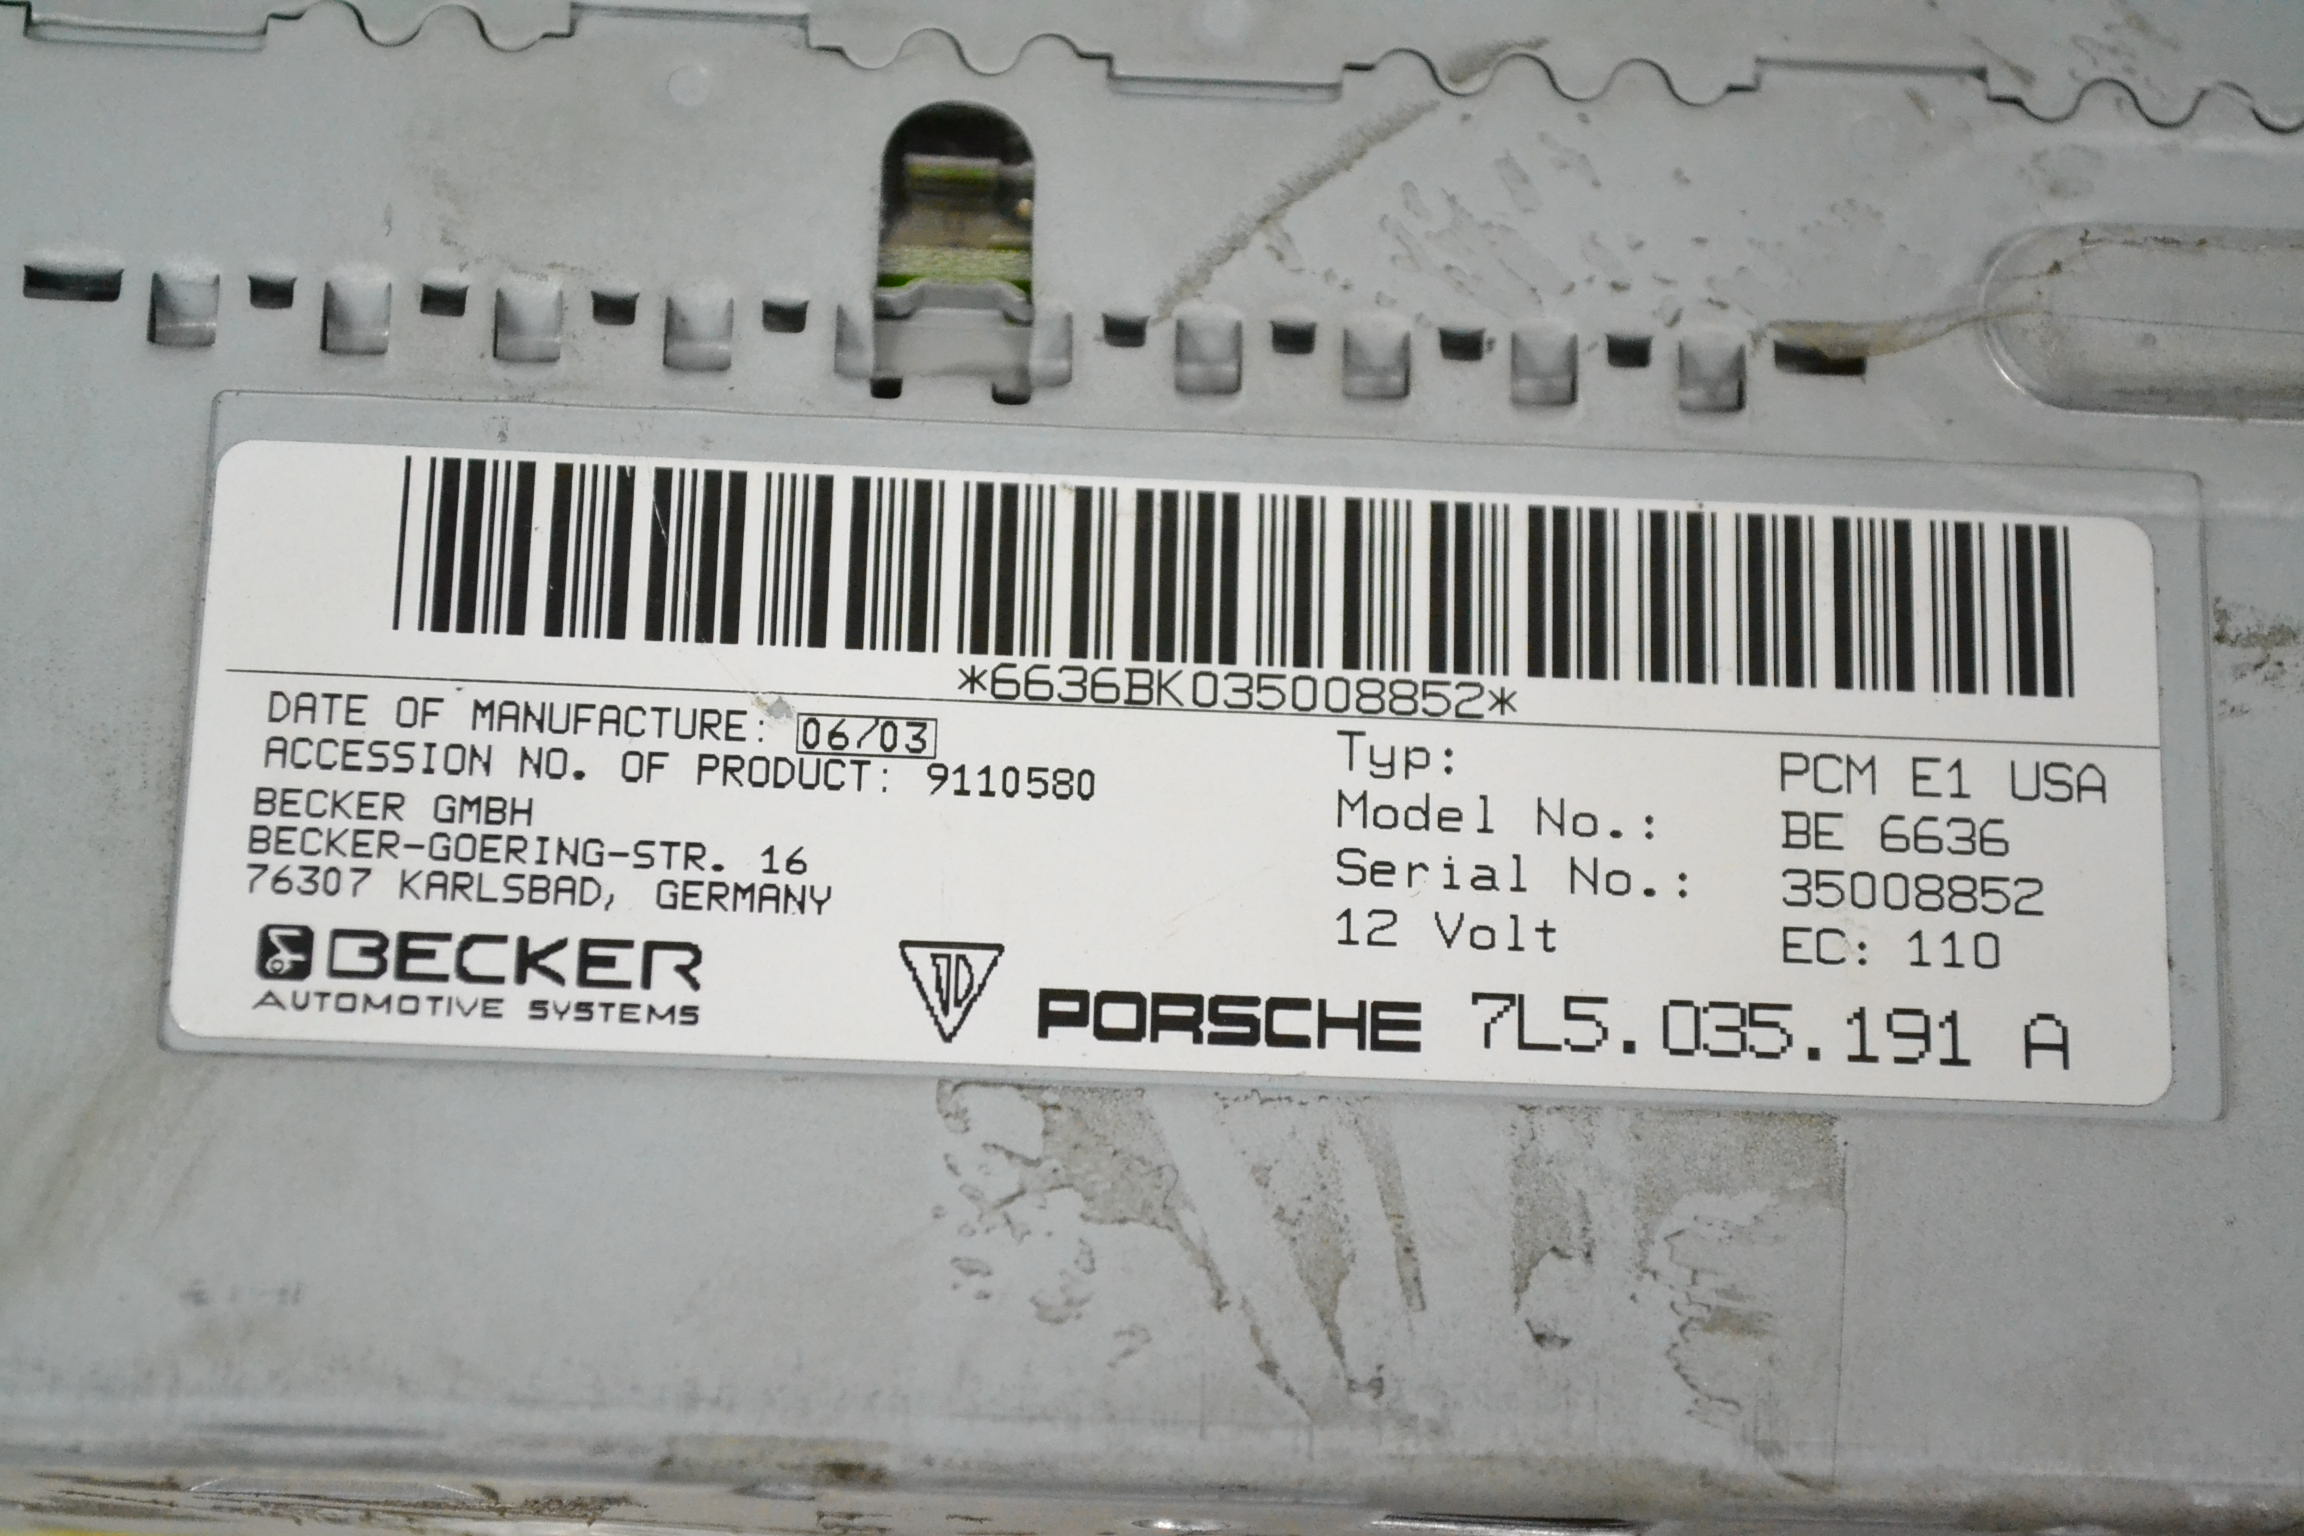 *6636BK035008852*
DATE OF MANUFACTURE: 06/03
ACCESSION NO. OF PRODUCT: 9110580
BECKER GMBH
BECKER-GOERING-STR. 16
76307 KARLSBAD, GERMANY
BECKER
AUTOMOTIVE SYSTEMS
Typ: PCM E1 USA
Model No.: BE 6636
Serial No.: 35008852
12 Volt EC: 110
PORSCHE 7L5.035.191 A